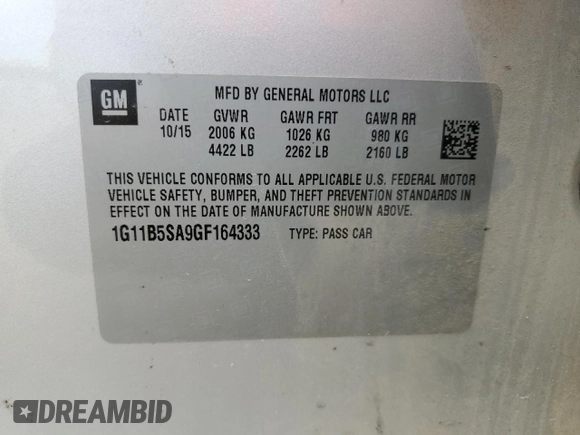 GM
MFD BY GENERAL MOTORS LLC
DATE GVWR GAWR FRT GAWR RR
10/15 2006 KG 1026 KG 980 KG
4422 LB 2262 LB 2160 LB
THIS VEHICLE CONFORMS TO ALL APPLICABLE U.S. FEDERAL MOTOR
VEHICLE SAFETY, BUMPER, AND THEFT PREVENTION STANDARDS IN
EFFECT ON THE DATE OF MANUFACTURE SHOWN ABOVE.
1G11B5SA9GF164333 TYPE: PASS CAR
DREAMBID